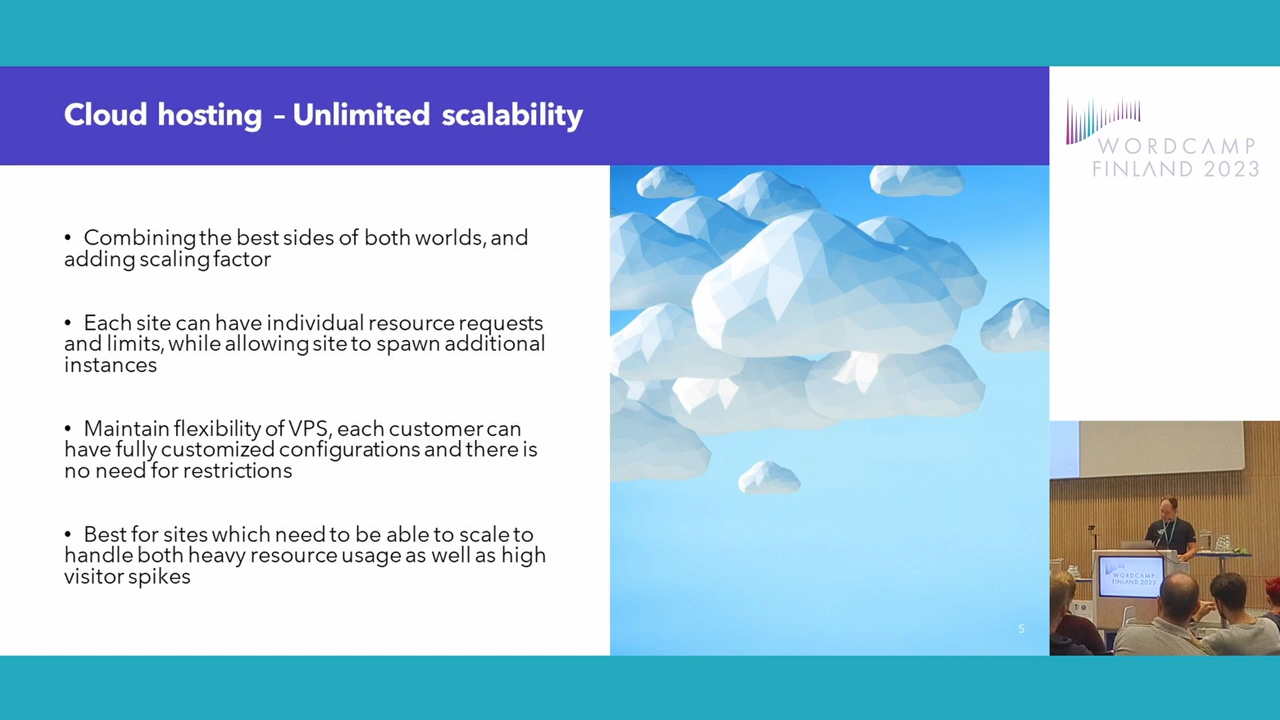 Cloud hosting – Unlimited scalability
• Combining the best sides of both worlds, and
adding scaling factor
• Each site can have individual resource requests
and limits, while allowing site to spawn additional
instances
• Maintain flexibility of VPS, each customer can
have fully customized configurations and there is
no need for restrictions
• Best for sites which need to be able to scale to
handle both heavy resource usage as well as high
visitor spikes
5
WORDCAMP
FINLAND 2023
WORDCAMP
FINLAND 2023